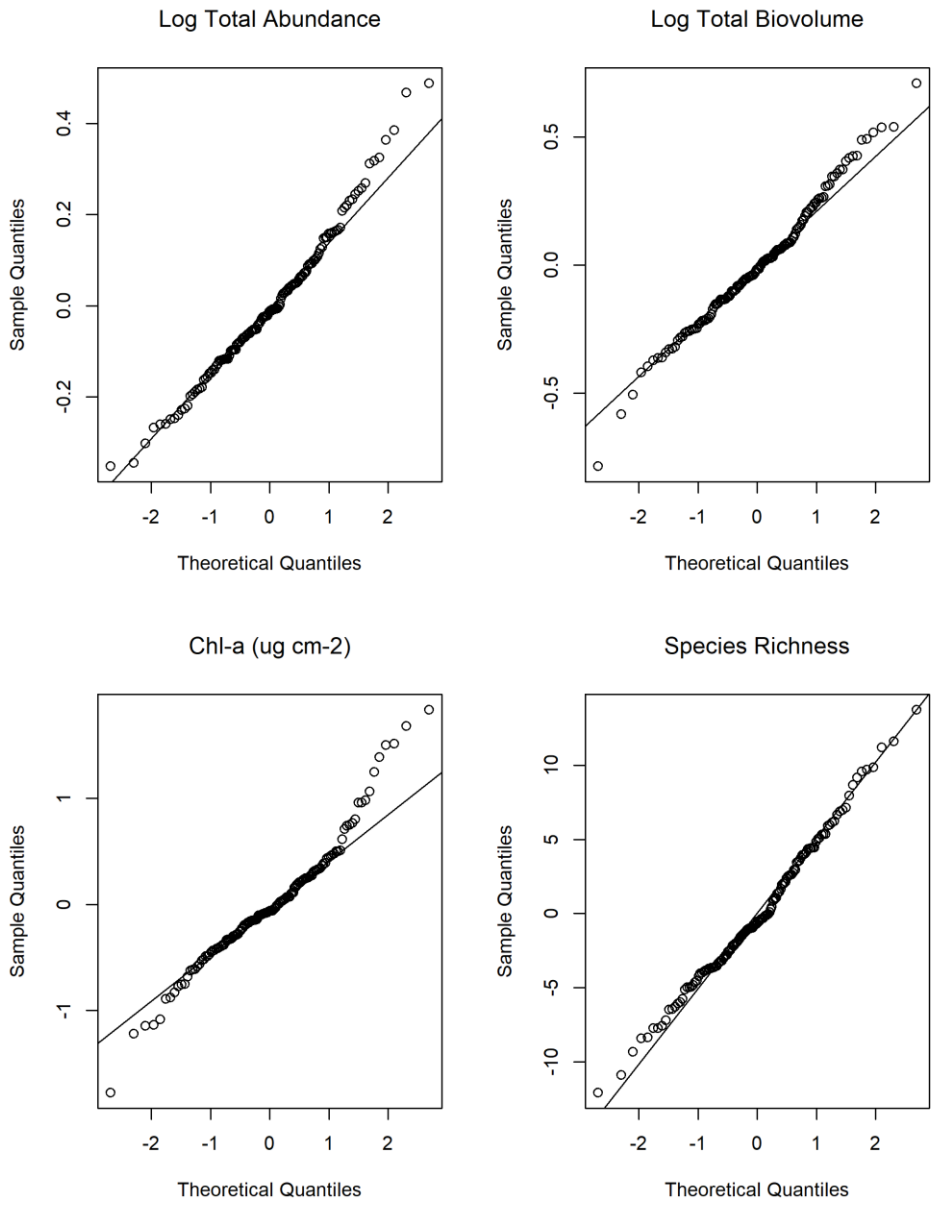 Log Total Abundance
Sample Quantiles
0.4
0.2
0.0
-0.2
-2 -1 0 1 2
Theoretical Quantiles
Log Total Biovolume
Sample Quantiles
0.5
0.0
-0.5
-2 -1 0 1 2
Theoretical Quantiles
Chl-a (ug cm-2)
Sample Quantiles
1
0
-1
-2 -1 0 1 2
Theoretical Quantiles
Species Richness
Sample Quantiles
10
5
0
-5
-10
-2 -1 0 1 2
Theoretical Quantiles